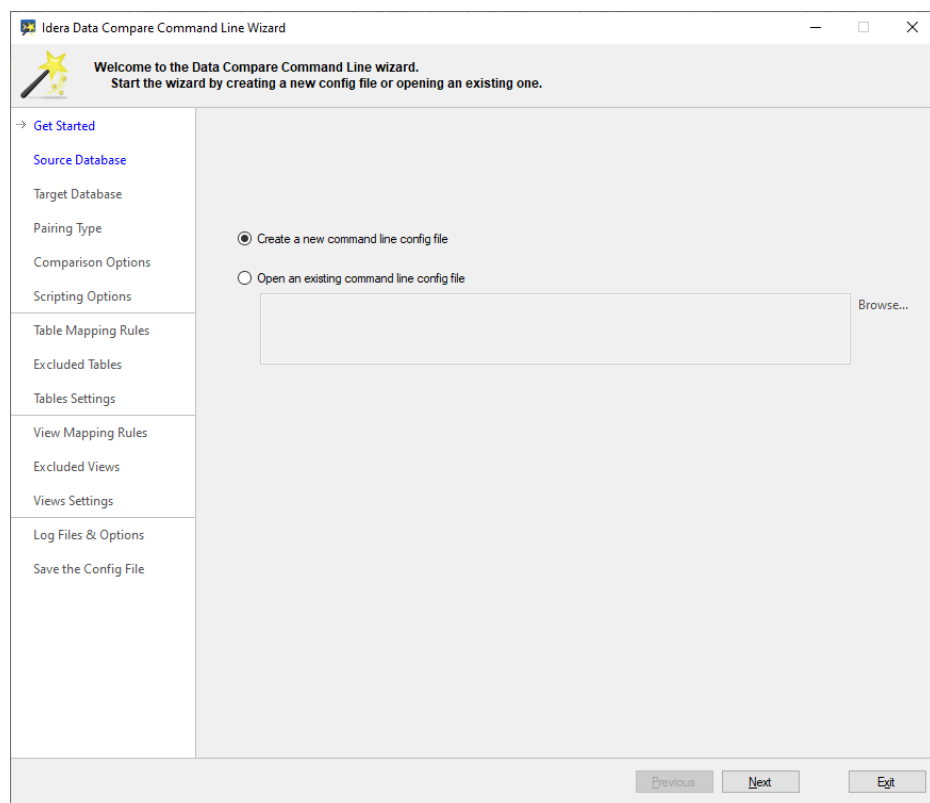 Idera Data Compare Command Line Wizard
Welcome to the Data Compare Command Line wizard.
Start the wizard by creating a new config file or opening an existing one.
Get Started
Source Database
Target Database
Pairing Type
Comparison Options
Scripting Options
Table Mapping Rules
Excluded Tables
Tables Settings
View Mapping Rules
Excluded Views
Views Settings
Log Files & Options
Save the Config File
Create a new command line config file
Open an existing command line config file
Browse...
Previous
Next
Exit